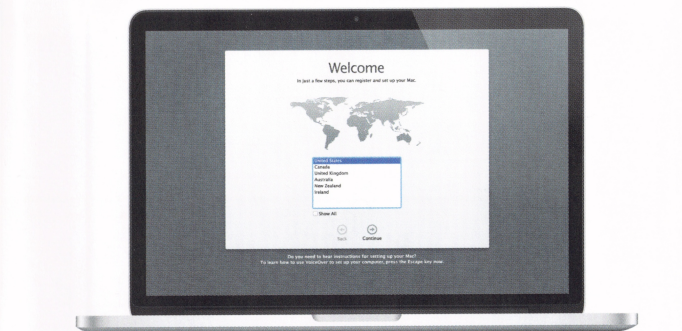 Welcome
In just a few steps, you can register and set up your Mac.
United States
Canada
United Kingdom
Australia
New Zealand
Ireland
Show All
Back Continue
Do you need to hear instructions for setting up your Mac?
To learn how to use VoiceOver to set up your computer, press the Escape key now.